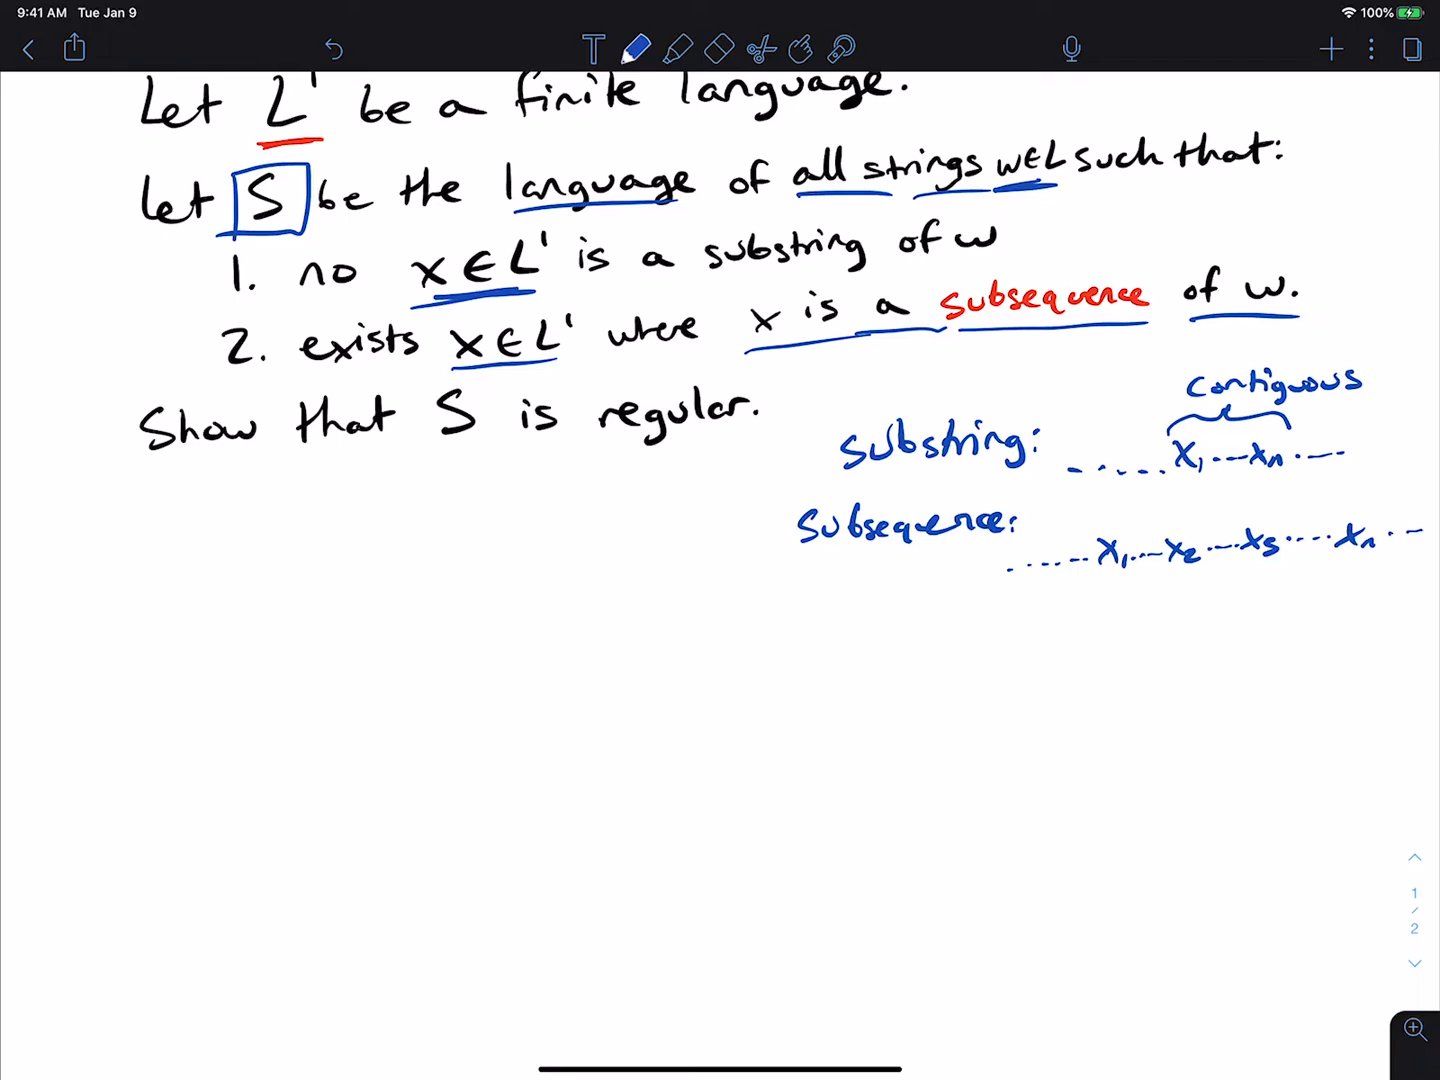 9:41 AM Tue Jan 9
100%
Let L' be a finite language.
Let S be the language of all strings w∈L such that:
1. no x∈L' is a substring of w
2. exists x∈L' where x is a subsequence of w.
Show that S is regular.
contiguous
Substring: ...... x₁ ... xₙ ....
Subsequence: ...... x₁ ... x₂ ... x₃ .... xₙ ...
1
/
2